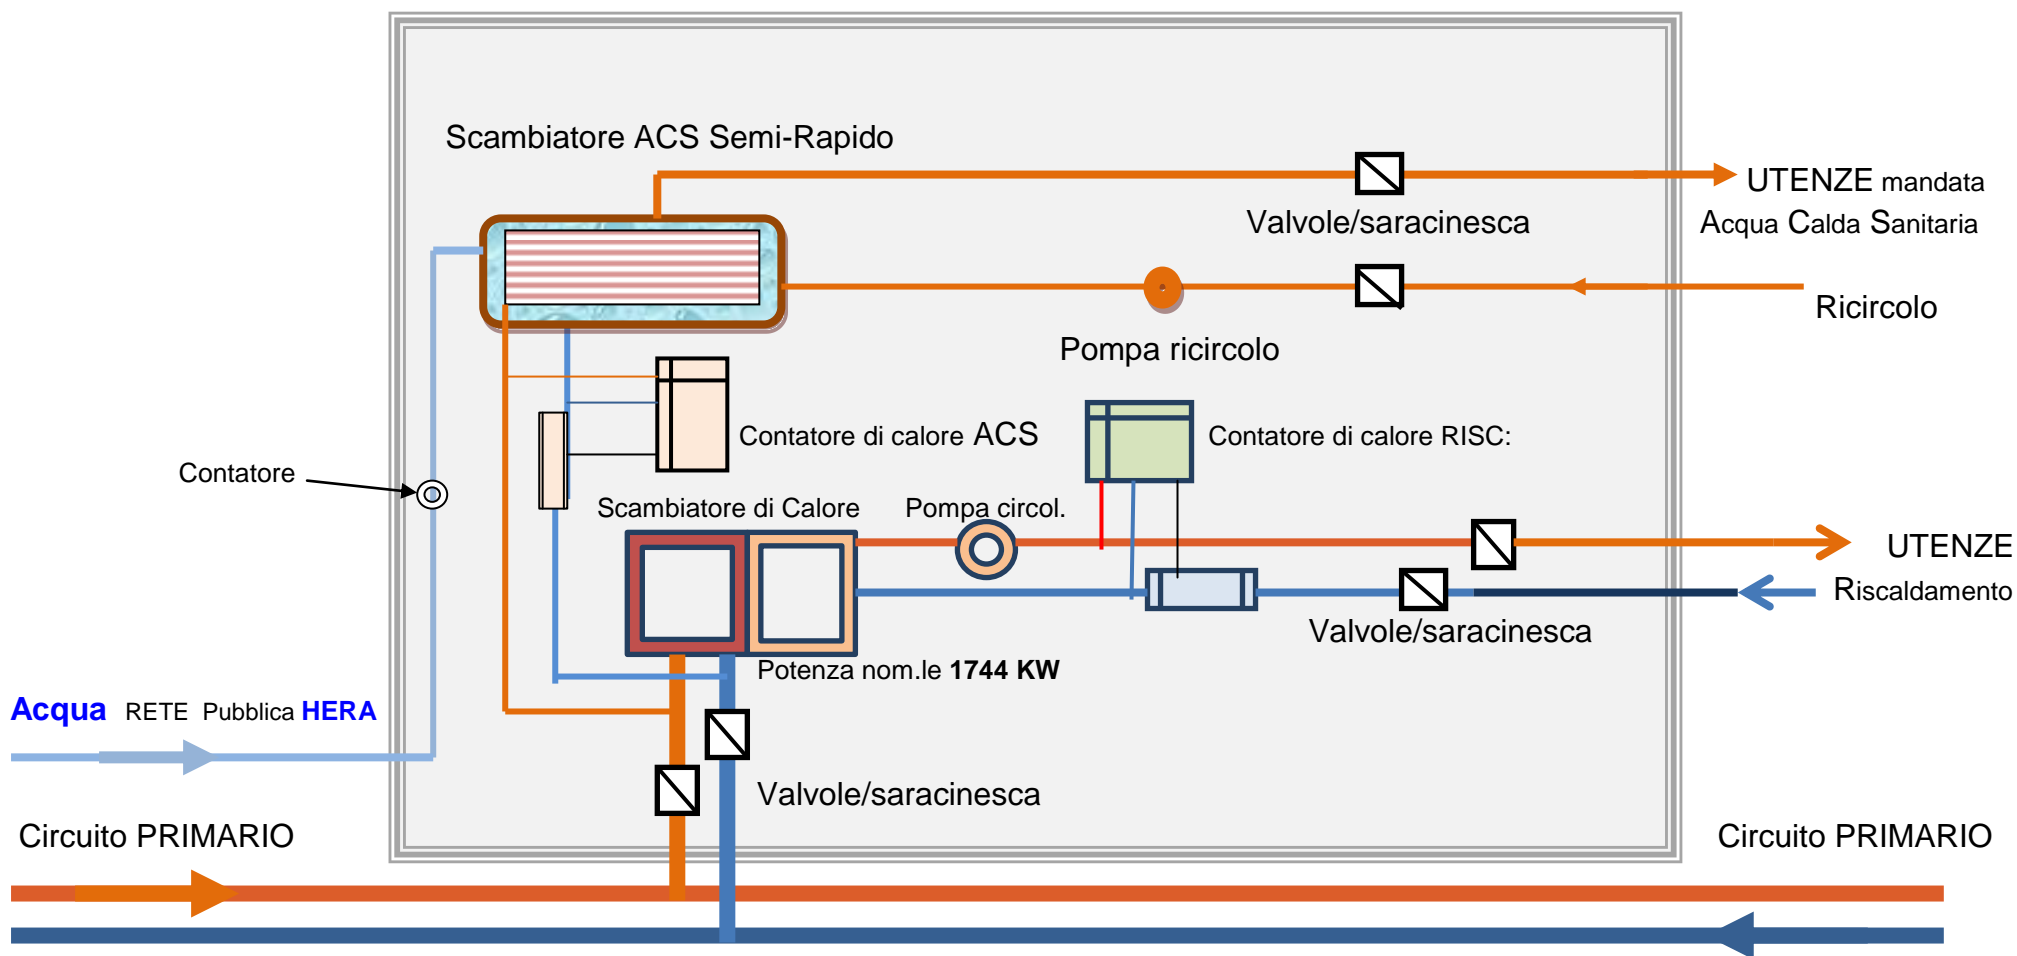 Scambiatore ACS Semi-Rapido
UTENZE mandata
Acqua Calda Sanitaria
Valvole/saracinesca
Ricircolo
Pompa ricircolo
Contatore di calore ACS
Contatore di calore RISC:
Contatore
Scambiatore di Calore
Pompa circol.
UTENZE
Riscaldamento
Valvole/saracinesca
Potenza nom.le 1744 KW
Acqua RETE Pubblica HERA
Valvole/saracinesca
Circuito PRIMARIO
Circuito PRIMARIO